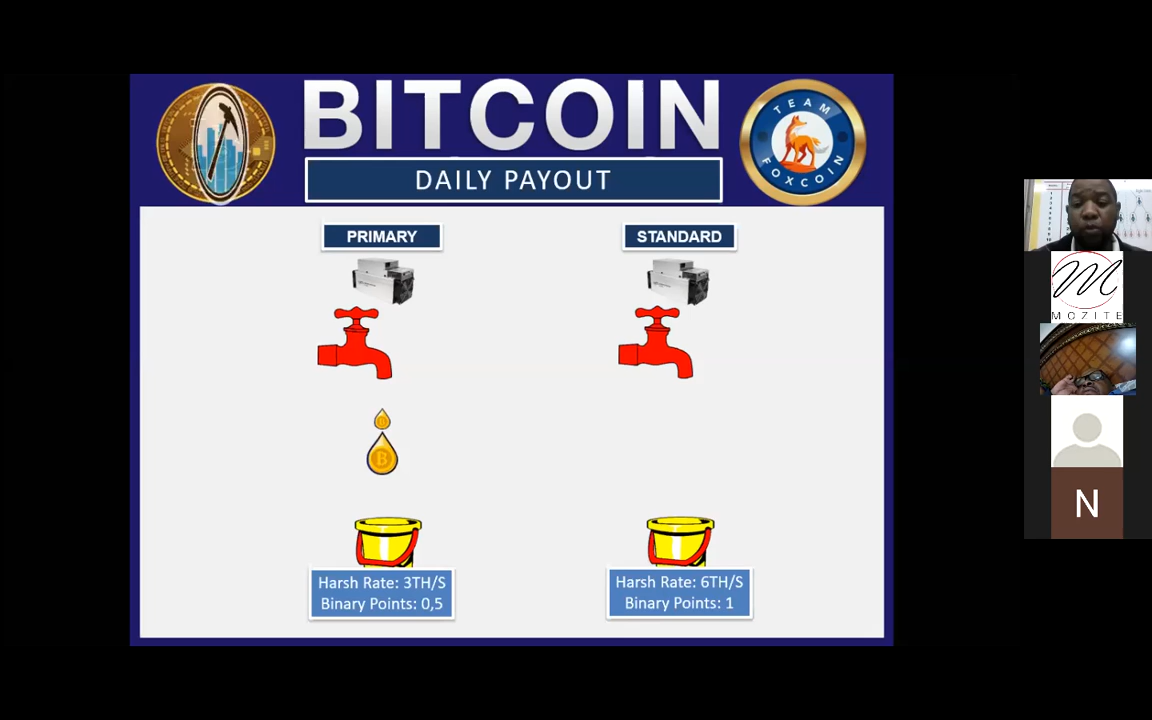 BITCOIN
DAILY PAYOUT
TEAM
FOXCOIN
PRIMARY
STANDARD
Harsh Rate: 3TH/S
Binary Points: 0,5
Harsh Rate: 6TH/S
Binary Points: 1
M
MOZITE
N